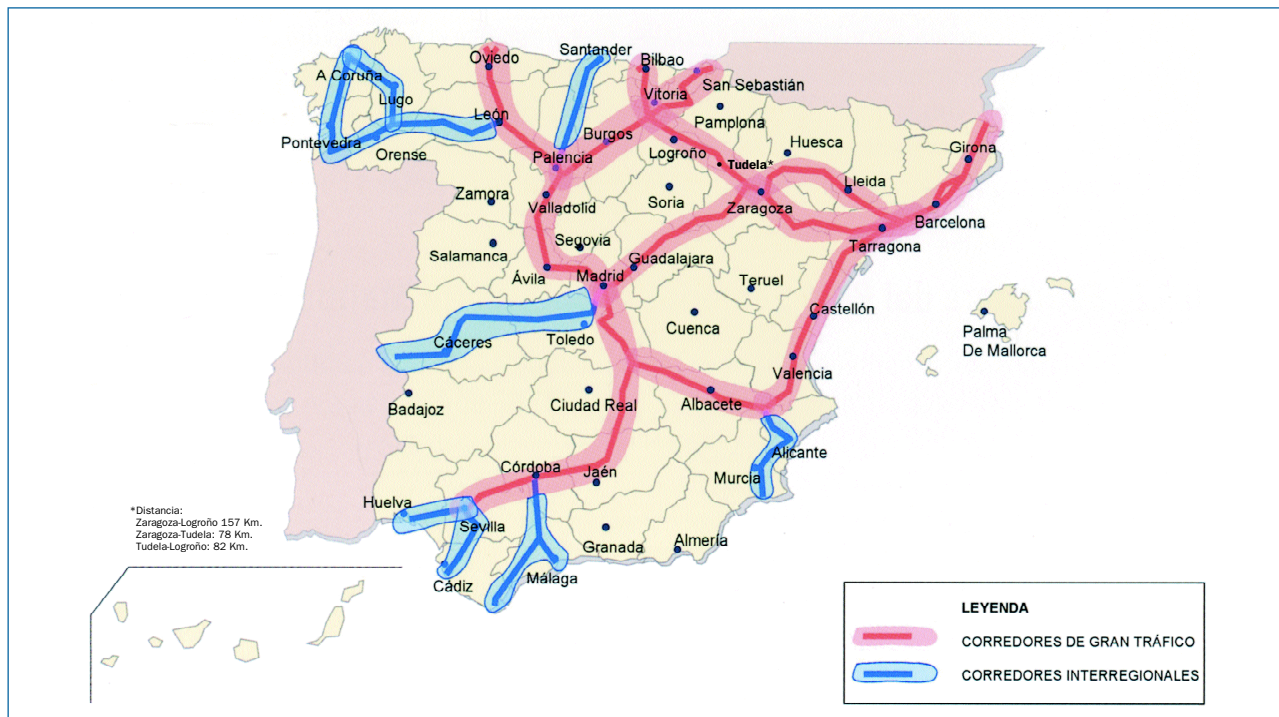 Oviedo
Santander
Bilbao
San Sebastián
A Coruña
Lugo
Vitoria
Pamplona
León
Pontevedra
Orense
Burgos
Palencia
Logroño
Huesca
Girona
Tudela*
Lleida
Zamora
Valladolid
Soria
Zaragoza
Barcelona
Salamanca
Segovia
Tarragona
Ávila
Madrid
Guadalajara
Teruel
Castellón
Cuenca
Palma
De Mallorca
Cáceres
Toledo
Valencia
Badajoz
Ciudad Real
Albacete
Alicante
Murcia
Córdoba
Jaén
Huelva
Sevilla
Granada
Almería
Cádiz
Málaga
*Distancia:
Zaragoza-Logroño 157 Km.
Zaragoza-Tudela: 78 Km.
Tudela-Logroño: 82 Km.
LEYENDA
CORREDORES DE GRAN TRÁFICO
CORREDORES INTERREGIONALES